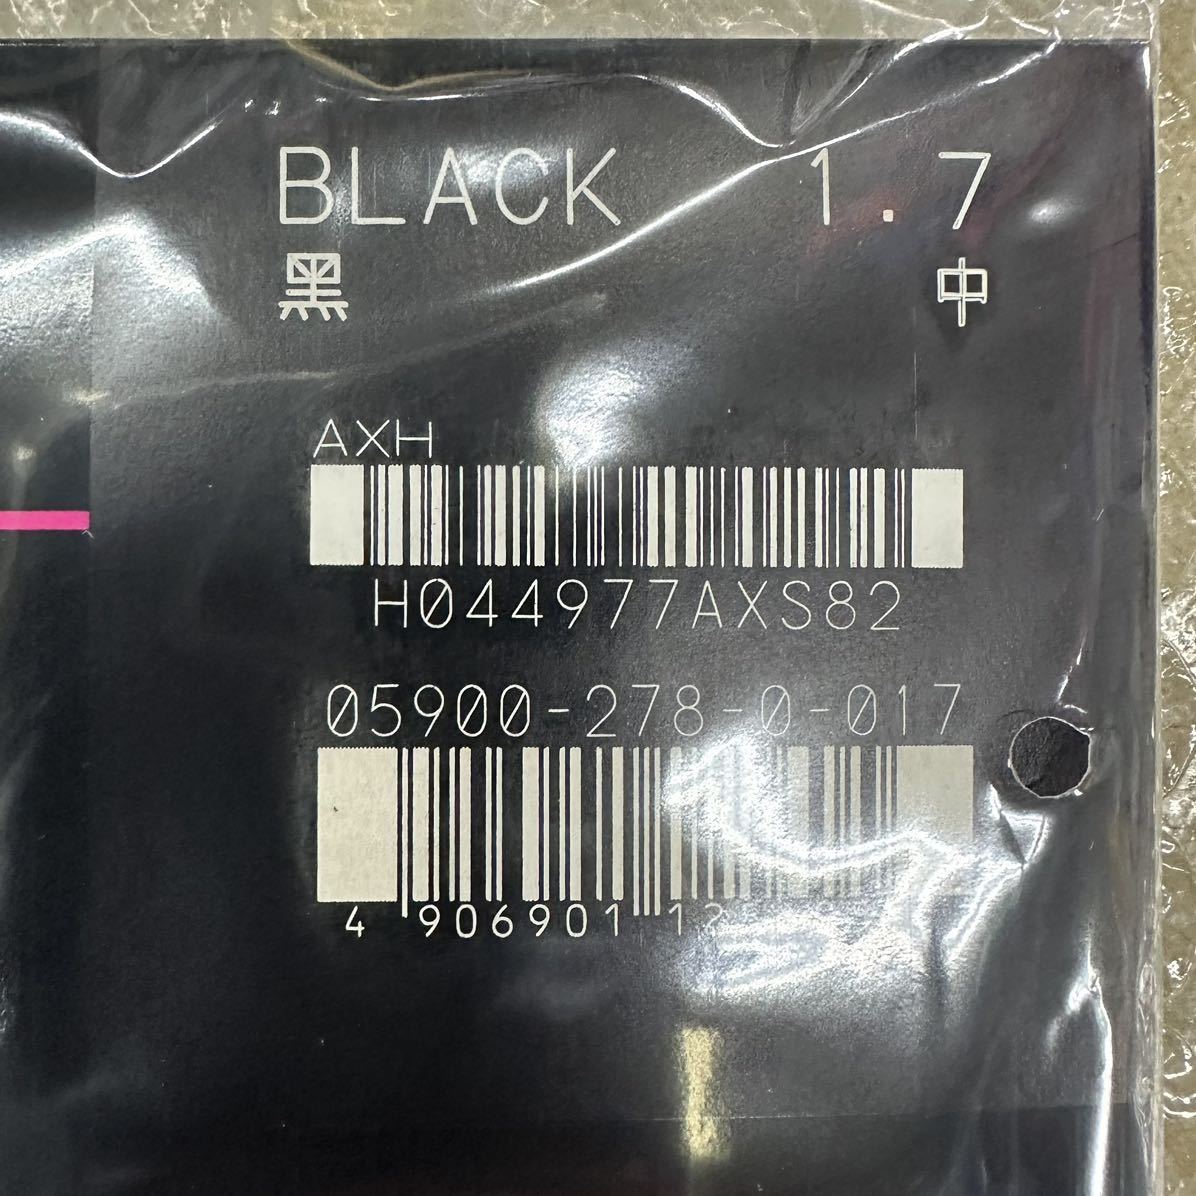 BLACK 1.7
黒 中
AXH
H044977AXS82
05900-278-0-017
4 906901 12